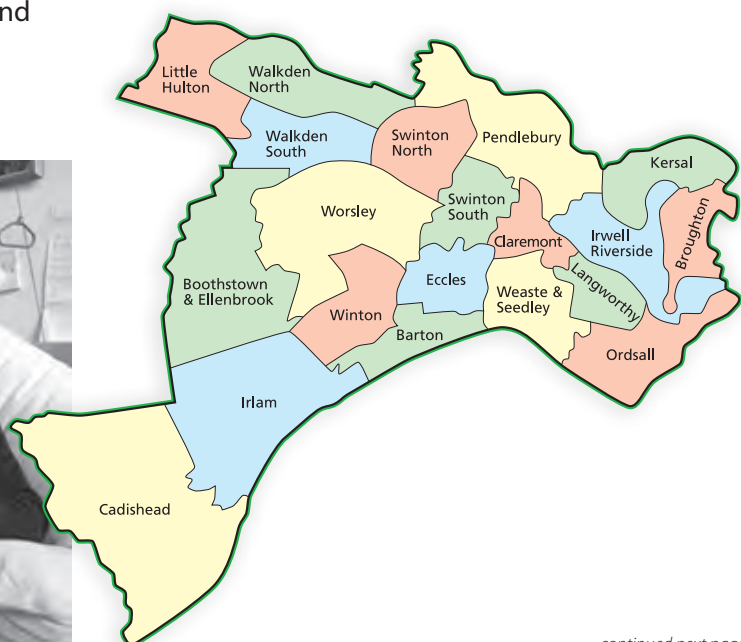 nd
Little
Hulton
Walkden
North
Walkden
South
Swinton
North
Pendlebury
Kersal
Worsley
Swinton
South
Claremont
Irwell
Riverside
Broughton
Boothstown
& Ellenbrook
Eccles
Weaste &
Seedley
Langworthy
Winton
Barton
Ordsall
Irlam
Cadishead